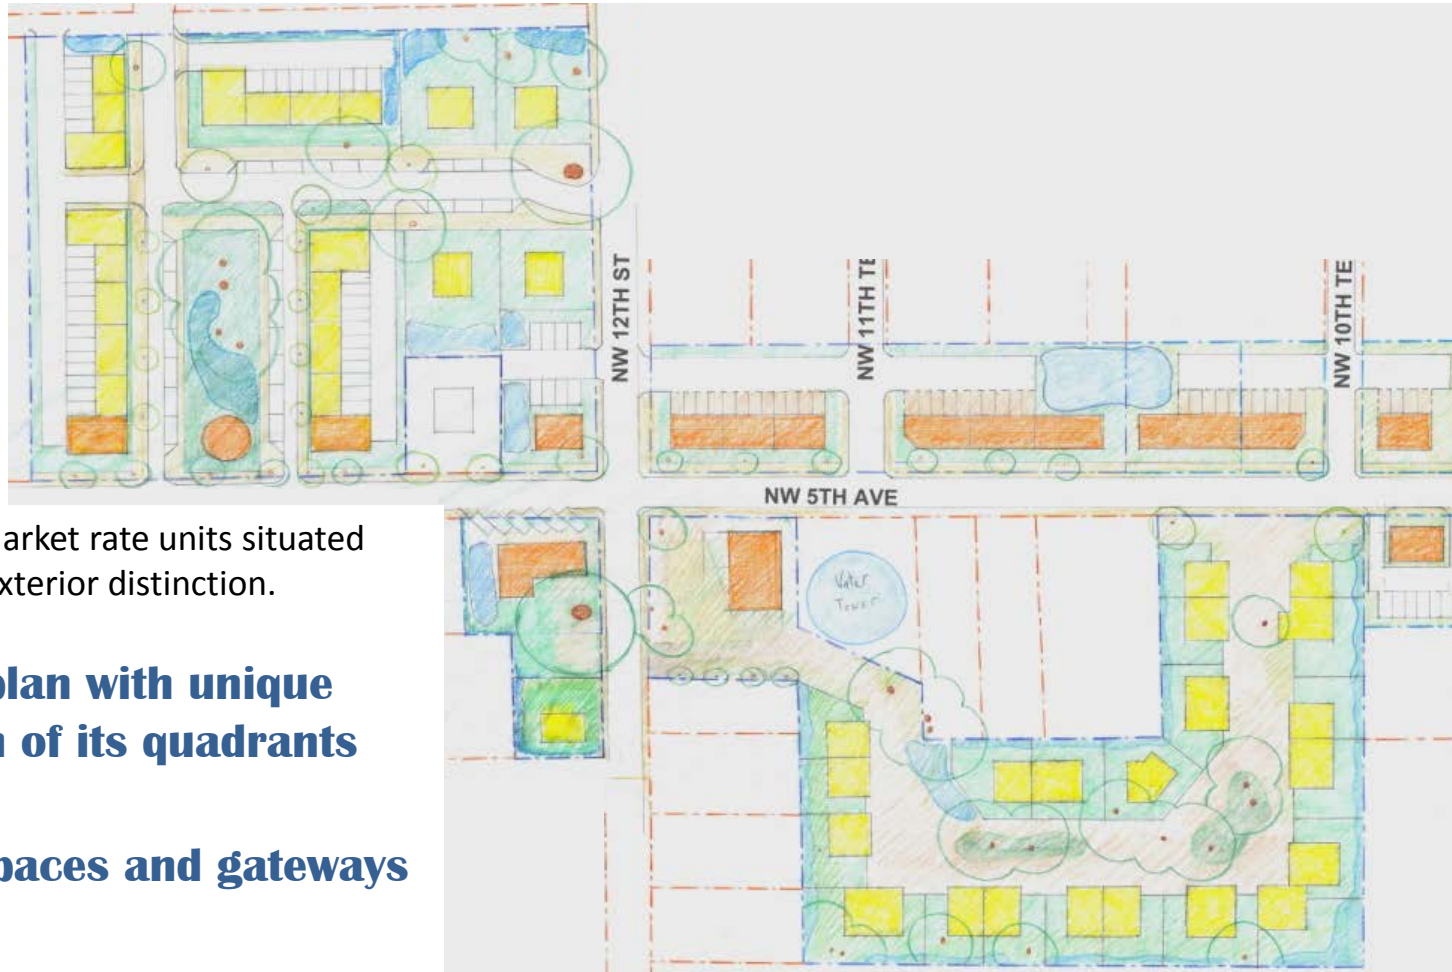 NW 12TH ST
NW 11TH TE
NW 10TH TE
NW 5TH AVE
Water
Tower
arket rate units situated
xterior distinction.
plan with unique
n of its quadrants
paces and gateways